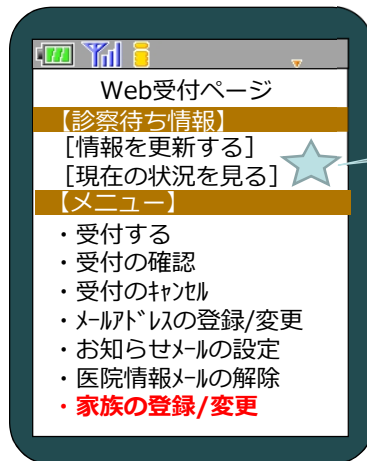 Web受付ページ
【診察待ち情報】
[情報を更新する]
[現在の状況を見る]
【メニュー】
・受付する
・受付の確認
・受付のｷｬﾝｾﾙ
・ﾒｰﾙｱﾄﾞﾚｽの登録/変更
・お知らせﾒｰﾙの設定
・医院情報ﾒｰﾙの解除
・家族の登録/変更